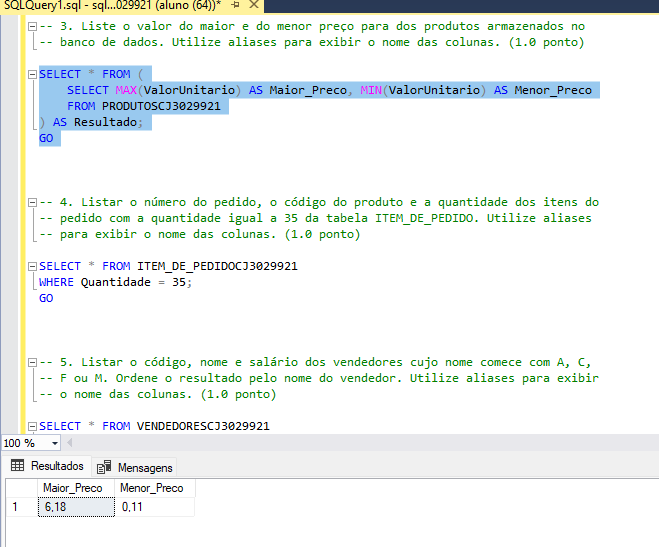 SQLQuery1.sql - sql...029921 (aluno (64))*
-- 3. Liste o valor do maior e do menor preço para dos produtos armazenados no
-- banco de dados. Utilize aliases para exibir o nome das colunas. (1.0 ponto)
SELECT * FROM (
SELECT MAX(ValorUnitario) AS Maior_Preco, MIN(ValorUnitario) AS Menor_Preco
FROM PRODUTOSCJ3029921
) AS Resultado;
GO
-- 4. Listar o número do pedido, o código do produto e a quantidade dos itens do
-- pedido com a quantidade igual a 35 da tabela ITEM_DE_PEDIDO. Utilize aliases
-- para exibir o nome das colunas. (1.0 ponto)
SELECT * FROM ITEM_DE_PEDIDOCJ3029921
WHERE Quantidade = 35;
GO
-- 5. Listar o código, nome e salário dos vendedores cujo nome comece com A, C,
-- F ou M. Ordene o resultado pelo nome do vendedor. Utilize aliases para exibir
-- o nome das colunas. (1.0 ponto)
SELECT * FROM VENDEDORESCJ3029921
100 %
Resultados Mensagens
Maior_Preco Menor_Preco
1 6,18 0,11